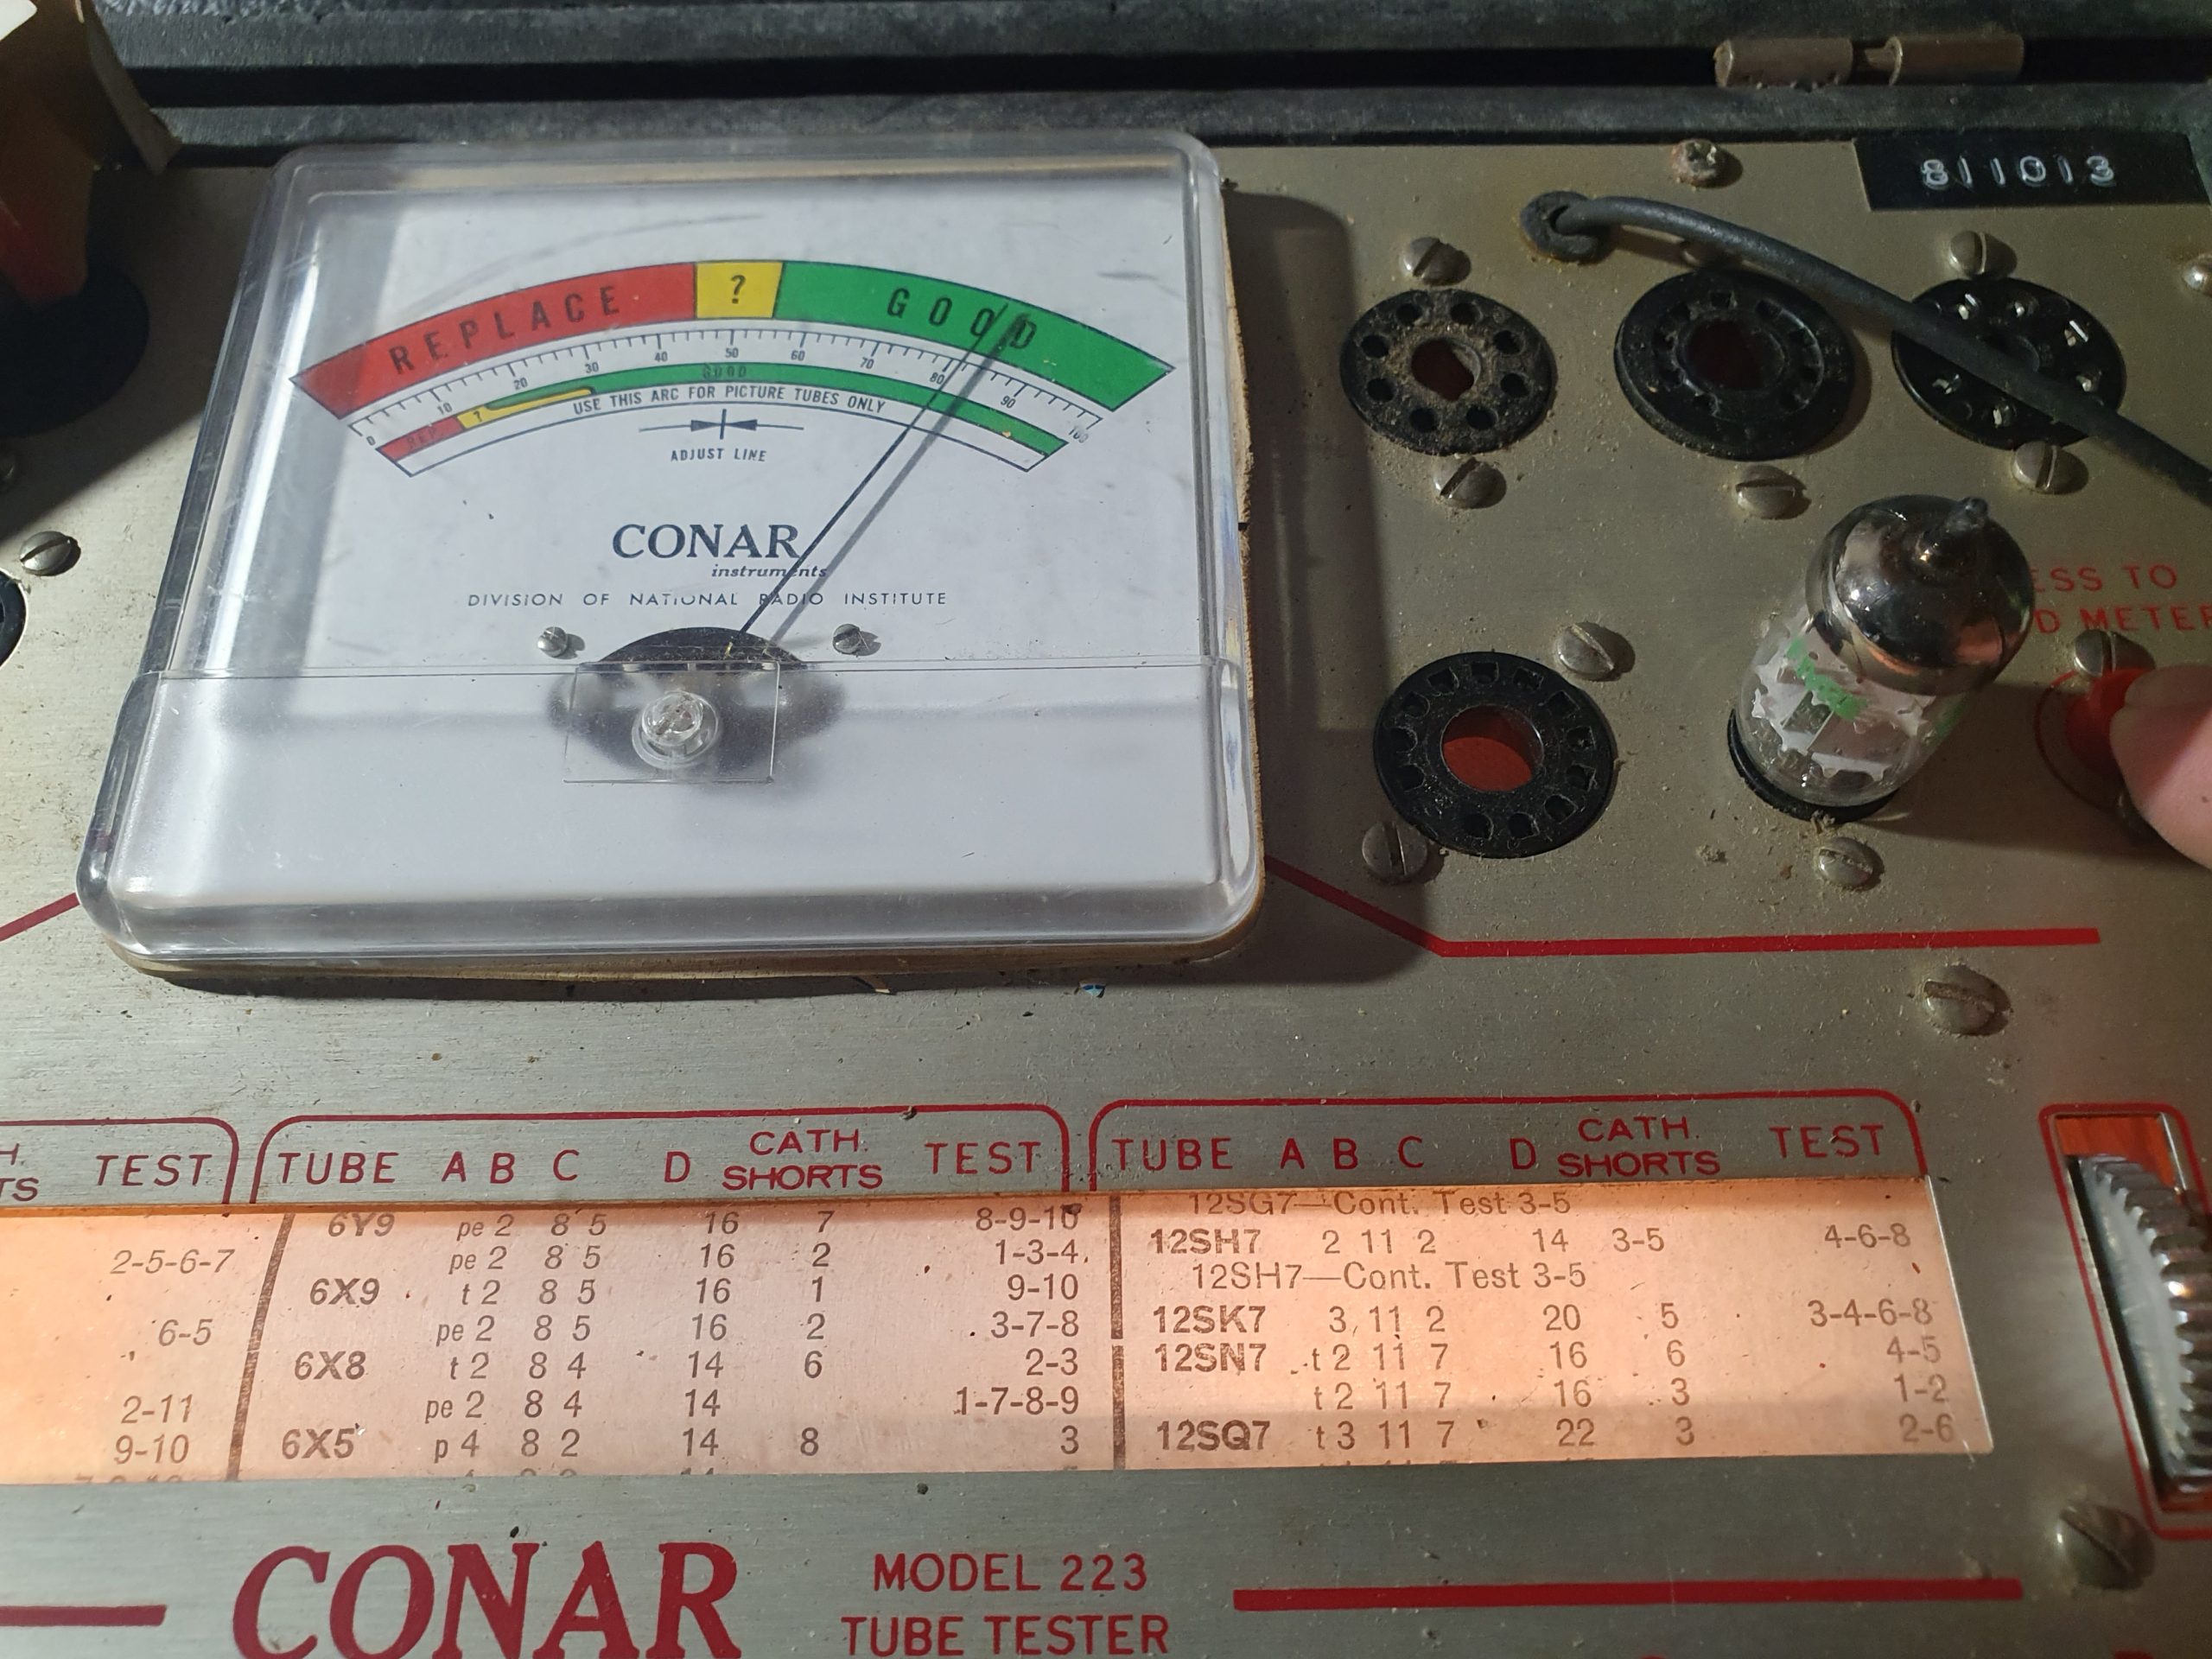 811013
REPLACE ? GOOD
0 10 20 30 40 50 60 70 80 90 100
REP. ? GOOD
USE THIS ARC FOR PICTURE TUBES ONLY
ADJUST LINE
CONAR
instruments
DIVISION OF NATIONAL RADIO INSTITUTE
ESS TO
D METER
H. TS TEST
TUBE A B C D CATH. SHORTS TEST
TUBE A B C D CATH. SHORTS TEST
2-5-6-7
6-5
2-11
9-10
6Y9 pe 2 8 5 16 7 8-9-10
pe 2 8 5 16 2 1-3-4
6X9 t 2 8 5 16 1 9-10
pe 2 8 5 16 2 3-7-8
6X8 t 2 8 4 14 6 2-3
pe 2 8 4 14 1-7-8-9
6X5 p 4 8 2 14 8 3
12SG7—Cont. Test 3-5
12SH7 2 11 2 14 3-5 4-6-8
12SH7—Cont. Test 3-5
12SK7 3 11 2 20 5 3-4-6-8
12SN7 t 2 11 7 16 6 4-5
t 2 11 7 16 3 1-2
12SQ7 t 3 11 7 22 3 2-6
CONAR
MODEL 223
TUBE TESTER